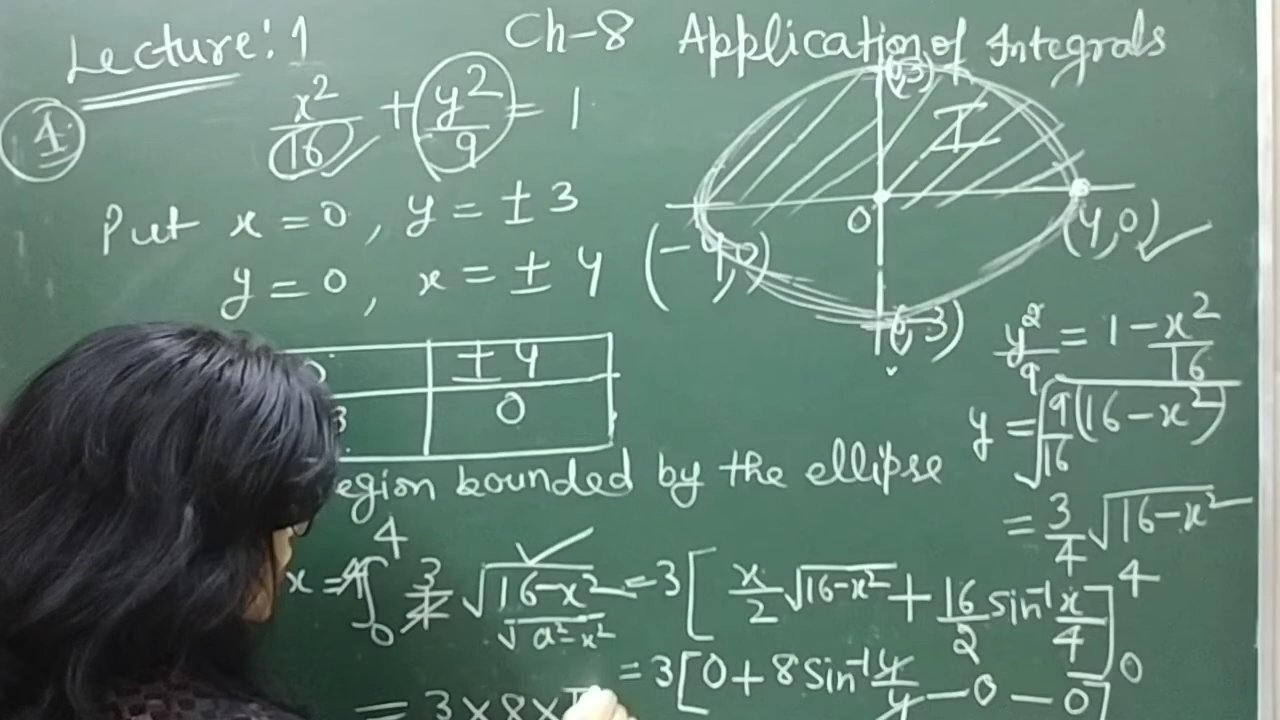 Lecture: 1
Ch-8 Application of Integrals
4
x²/16 + y²/9 = 1
Put x = 0, y = ± 3
y = 0, x = ± 4
± 4
3 0
(0,3)
I
0
(-4,0)
(4,0)
(0,-3)
y²/9 = 1 - x²/16
y = √(9/16 (16 - x²))
= 3/4 √(16 - x²)
egion bounded by the ellipse
x = 4 ∫₀⁴ 3/4 √(16 - x²) = 3 [ x/2 √(16 - x²) + 16/2 sin⁻¹ x/4 ]₀⁴
√(a² - x²)
= 3 [ 0 + 8 sin⁻¹ 4/4 - 0 - 0 ]
= 3 × 8 ×